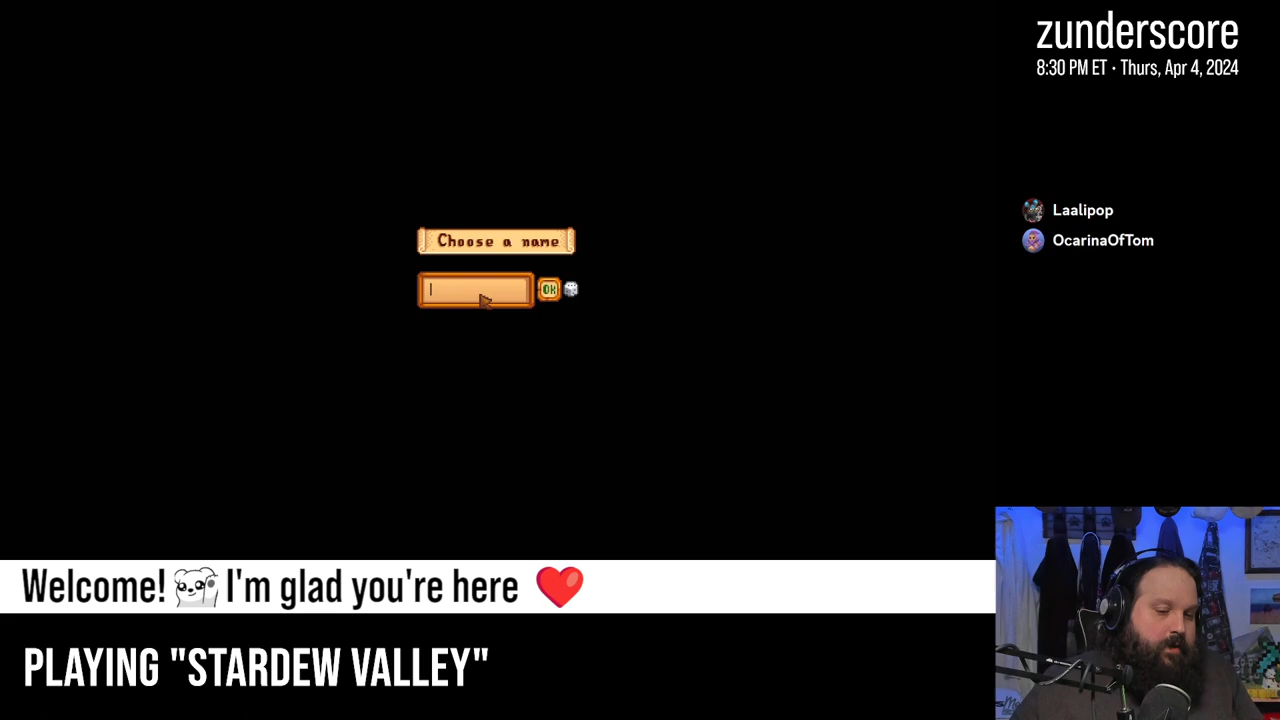 zunderscore
8:30 PM ET · Thurs, Apr 4, 2024
Laalipop
OcarinaOfTom
Choose a name
OK
Welcome! I'm glad you're here
PLAYING "STARDEW VALLEY"